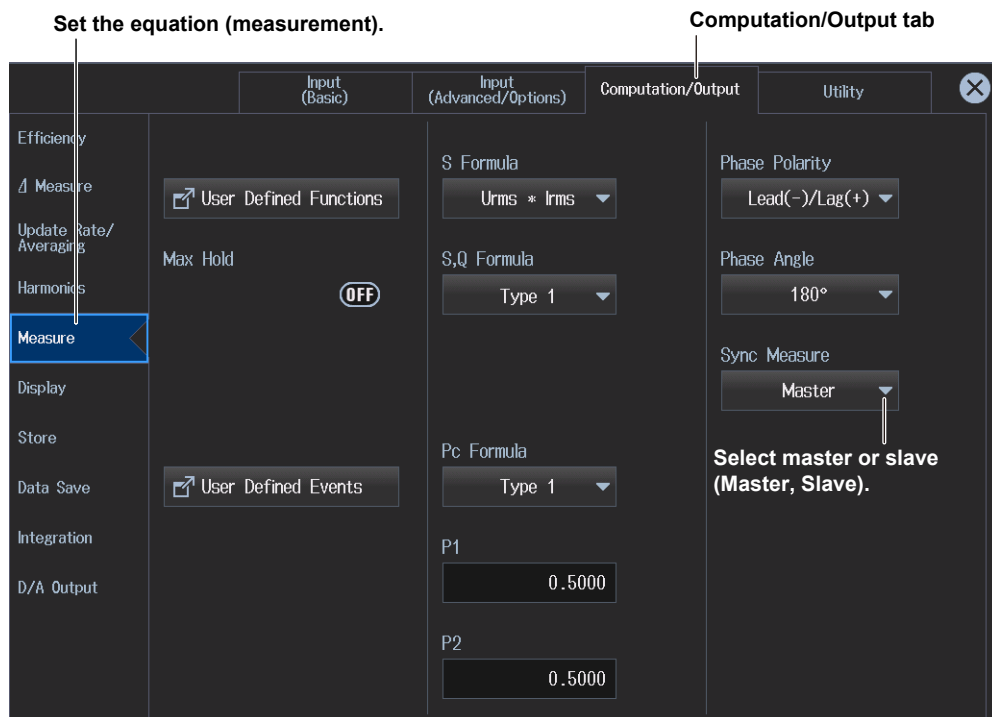 Set the equation (measurement).
Computation/Output tab
Input
(Basic)
Input
(Advanced/Options)
Computation/Output
Utility
Efficiency
⊿ Measure
Update Rate/
Averaging
Harmonics
Measure
Display
Store
Data Save
Integration
D/A Output
User Defined Functions
Max Hold
OFF
User Defined Events
S Formula
Urms * Irms
S,Q Formula
Type 1
Pc Formula
Type 1
P1
0.5000
P2
0.5000
Phase Polarity
Lead(-)/Lag(+)
Phase Angle
180°
Sync Measure
Master
Select master or slave
(Master, Slave).